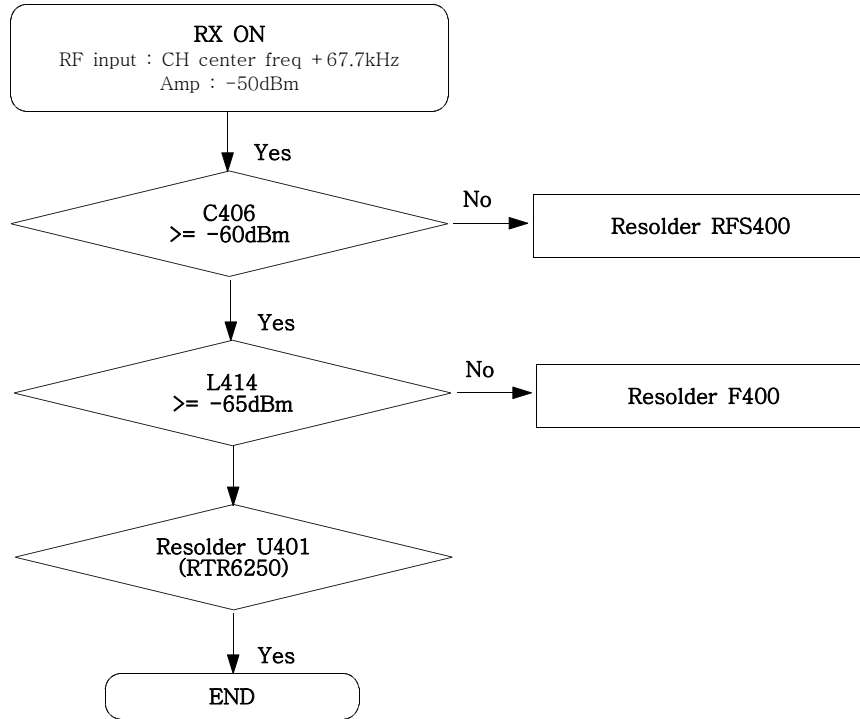 RX ON
RF input : CH center freq +67.7kHz
Amp : -50dBm
Yes
C406
>= -60dBm
No
Resolder RFS400
Yes
L414
>= -65dBm
No
Resolder F400
Resolder U401
(RTR6250)
Yes
END